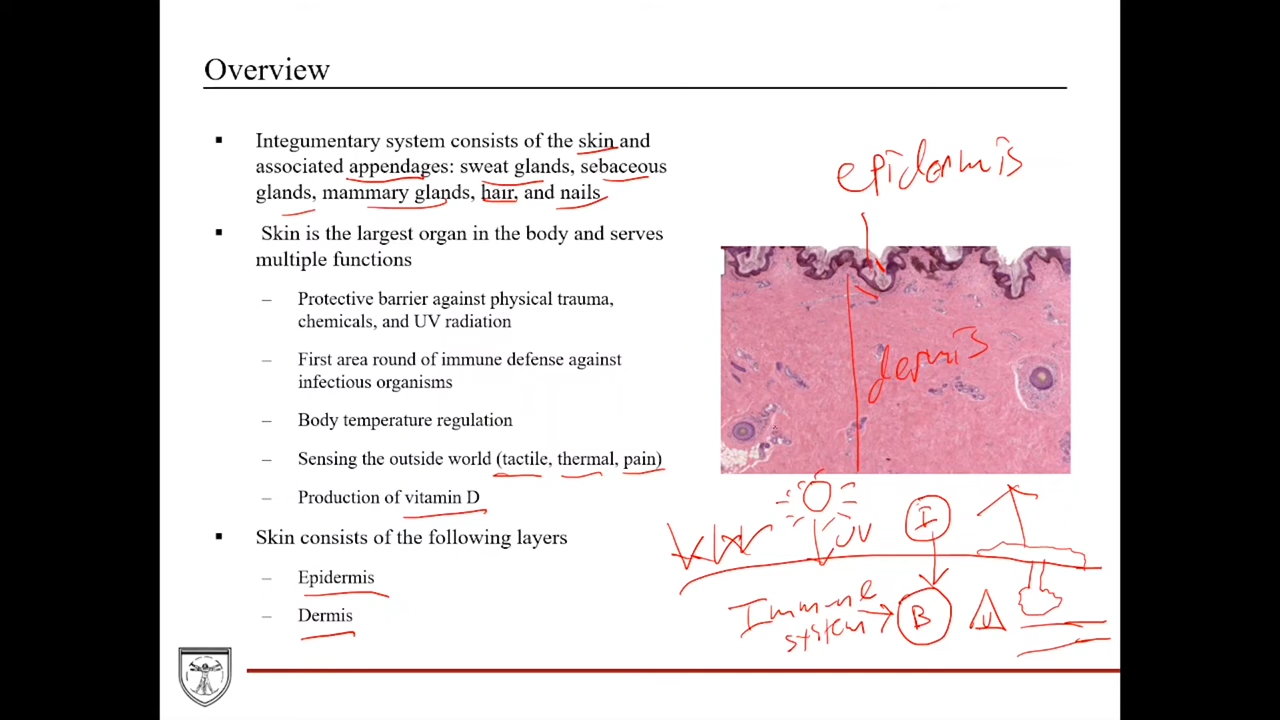 Overview
Integumentary system consists of the skin and
associated appendages: sweat glands, sebaceous
glands, mammary glands, hair, and nails
Skin is the largest organ in the body and serves
multiple functions
– Protective barrier against physical trauma,
chemicals, and UV radiation
– First area round of immune defense against
infectious organisms
– Body temperature regulation
– Sensing the outside world (tactile, thermal, pain)
– Production of vitamin D
Skin consists of the following layers
– Epidermis
– Dermis
epidermis
dermis
UV
I
Immune
system
B